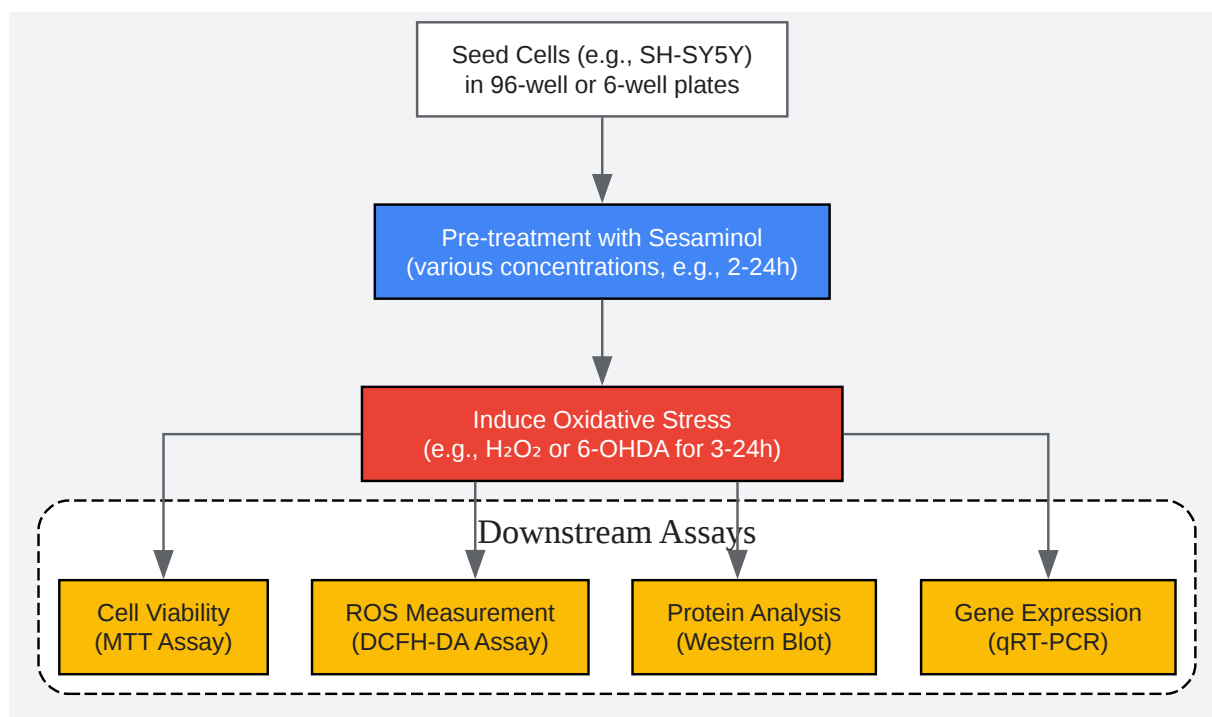 Seed Cells (e.g., SH-SY5Y)
in 96-well or 6-well plates
Pre-treatment with Sesaminol
(various concentrations, e.g., 2-24h)
Induce Oxidative Stress
(e.g., H₂O₂ or 6-OHDA for 3-24h)
Downstream Assays
Cell Viability
(MTT Assay)
ROS Measurement
(DCFH-DA Assay)
Protein Analysis
(Western Blot)
Gene Expression
(qRT-PCR)